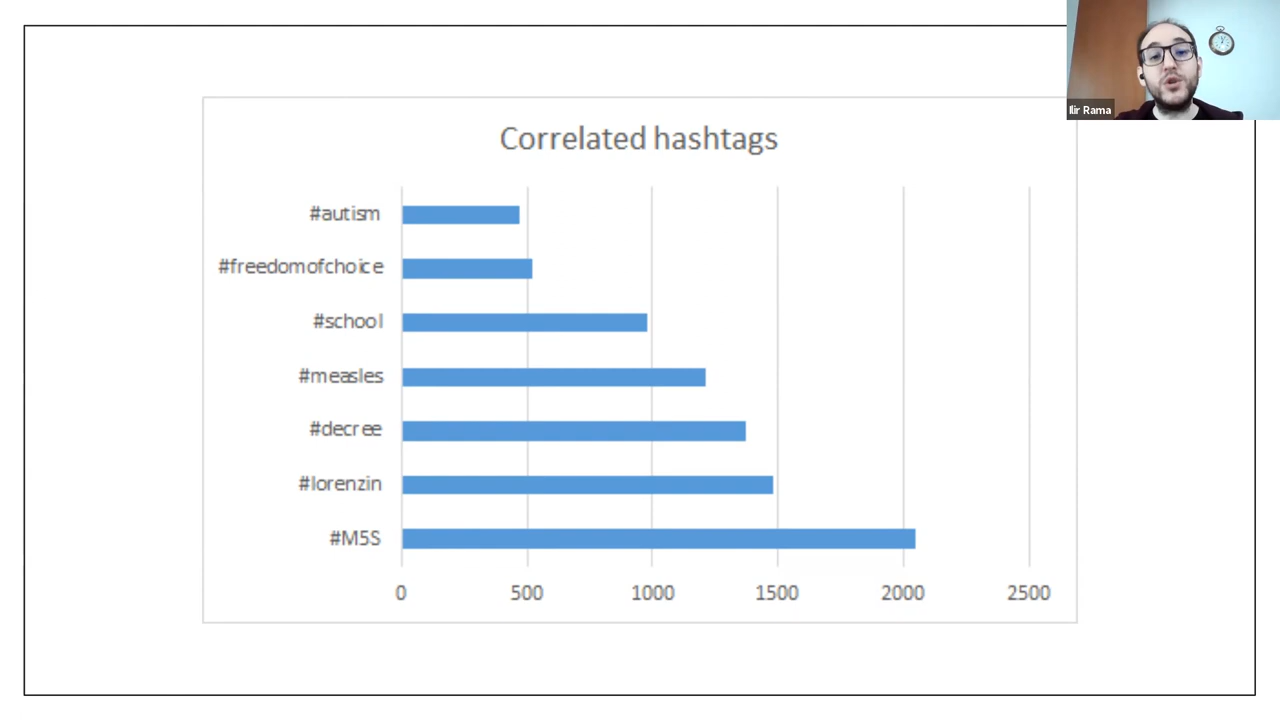 Ilir Rama
Correlated hashtags
#autism
#freedomofchoice
#school
#measles
#decree
#lorenzin
#M5S
0 500 1000 1500 2000 2500